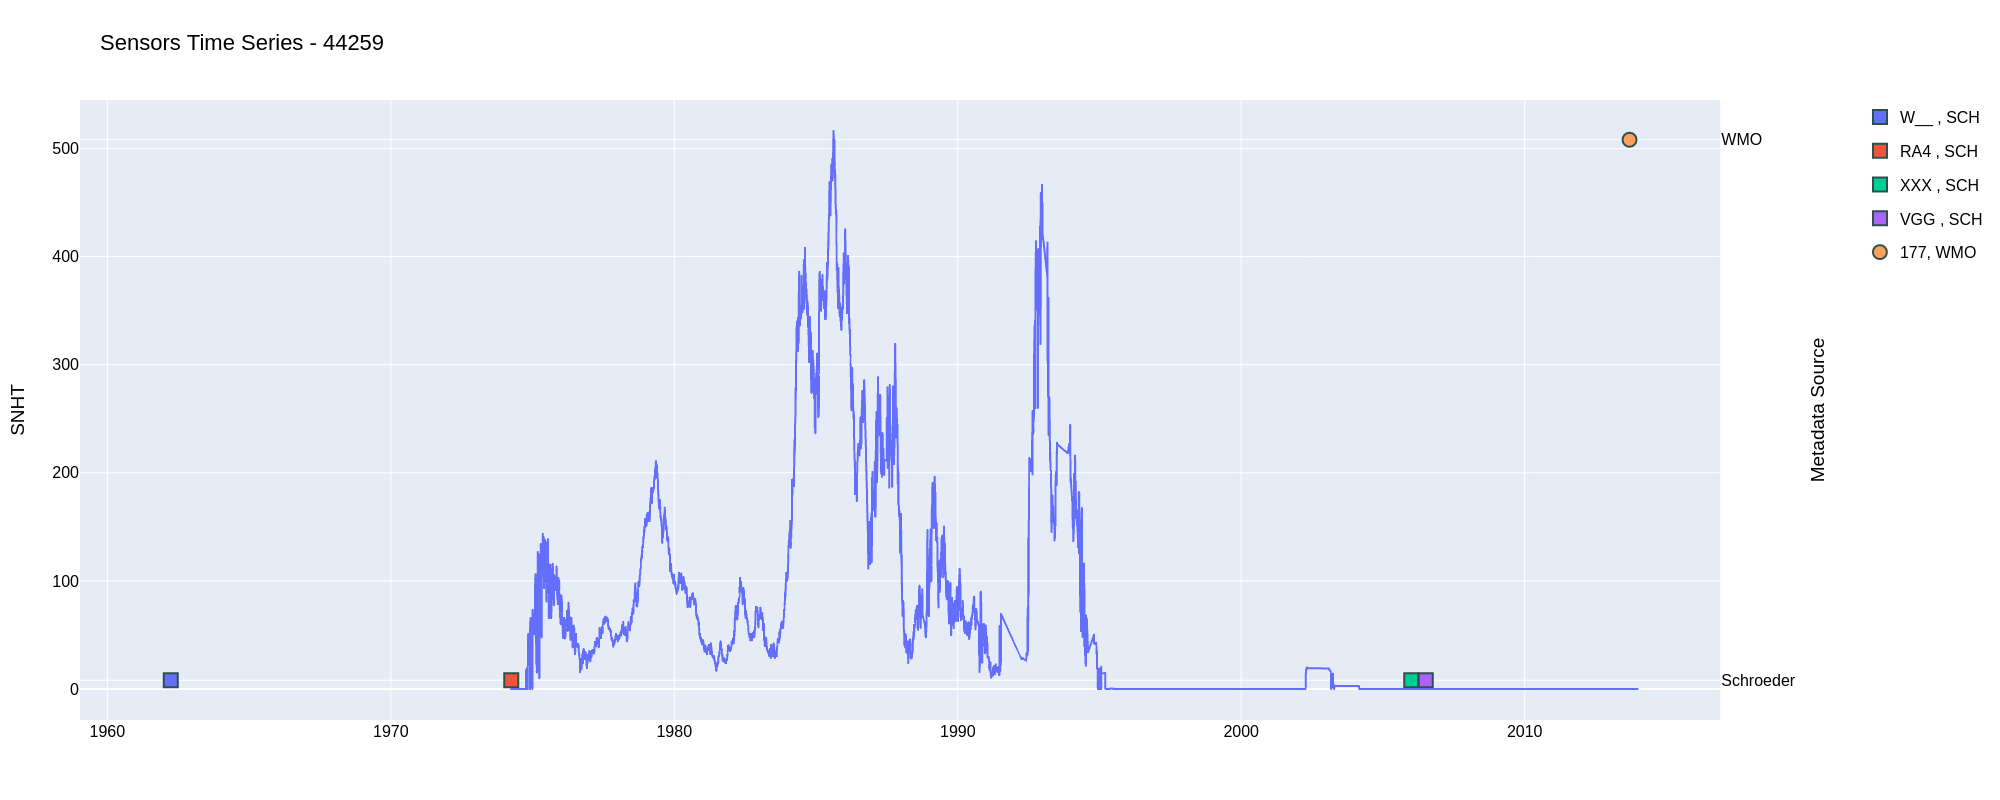 Sensors Time Series - 44259
W__ , SCH
RA4 , SCH
XXX , SCH
VGG , SCH
177, WMO
SNHT
500
400
300
200
100
0
WMO
Schroeder
Metadata Source
1960
1970
1980
1990
2000
2010